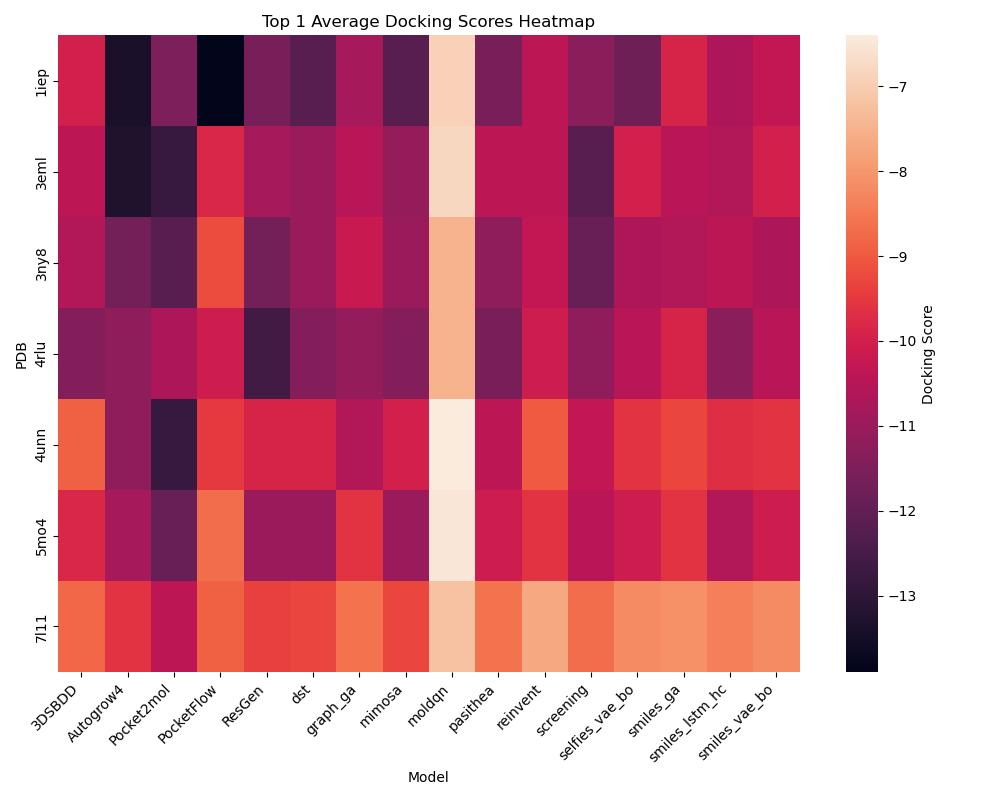 Top 1 Average Docking Scores Heatmap
PDB
1iep
3eml
3ny8
4rlu
4unn
5mo4
7l11
3DSBDD
Autogrow4
Pocket2mol
PocketFlow
ResGen
dst
graph_ga
mimosa
moldqn
pasithea
reinvent
screening
selfies_vae_bo
smiles_ga
smiles_lstm_hc
smiles_vae_bo
Model
−7
−8
−9
−10
−11
−12
−13
Docking Score